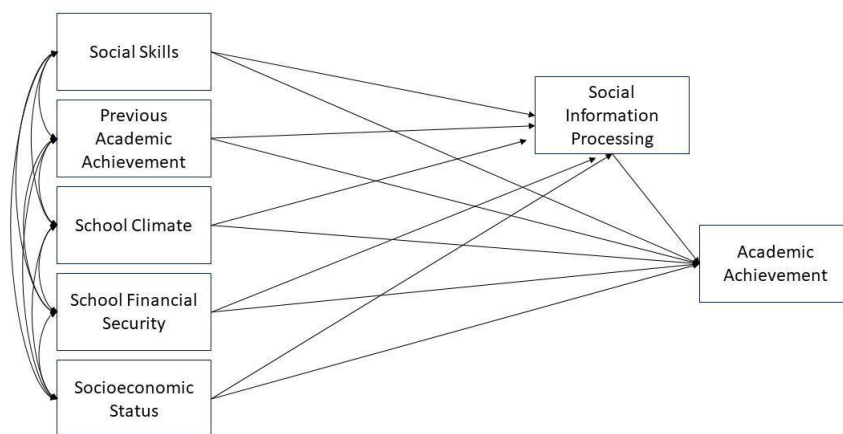 Social Skills
Previous
Academic
Achievement
School Climate
School Financial
Security
Socioeconomic
Status
Social
Information
Processing
Academic
Achievement